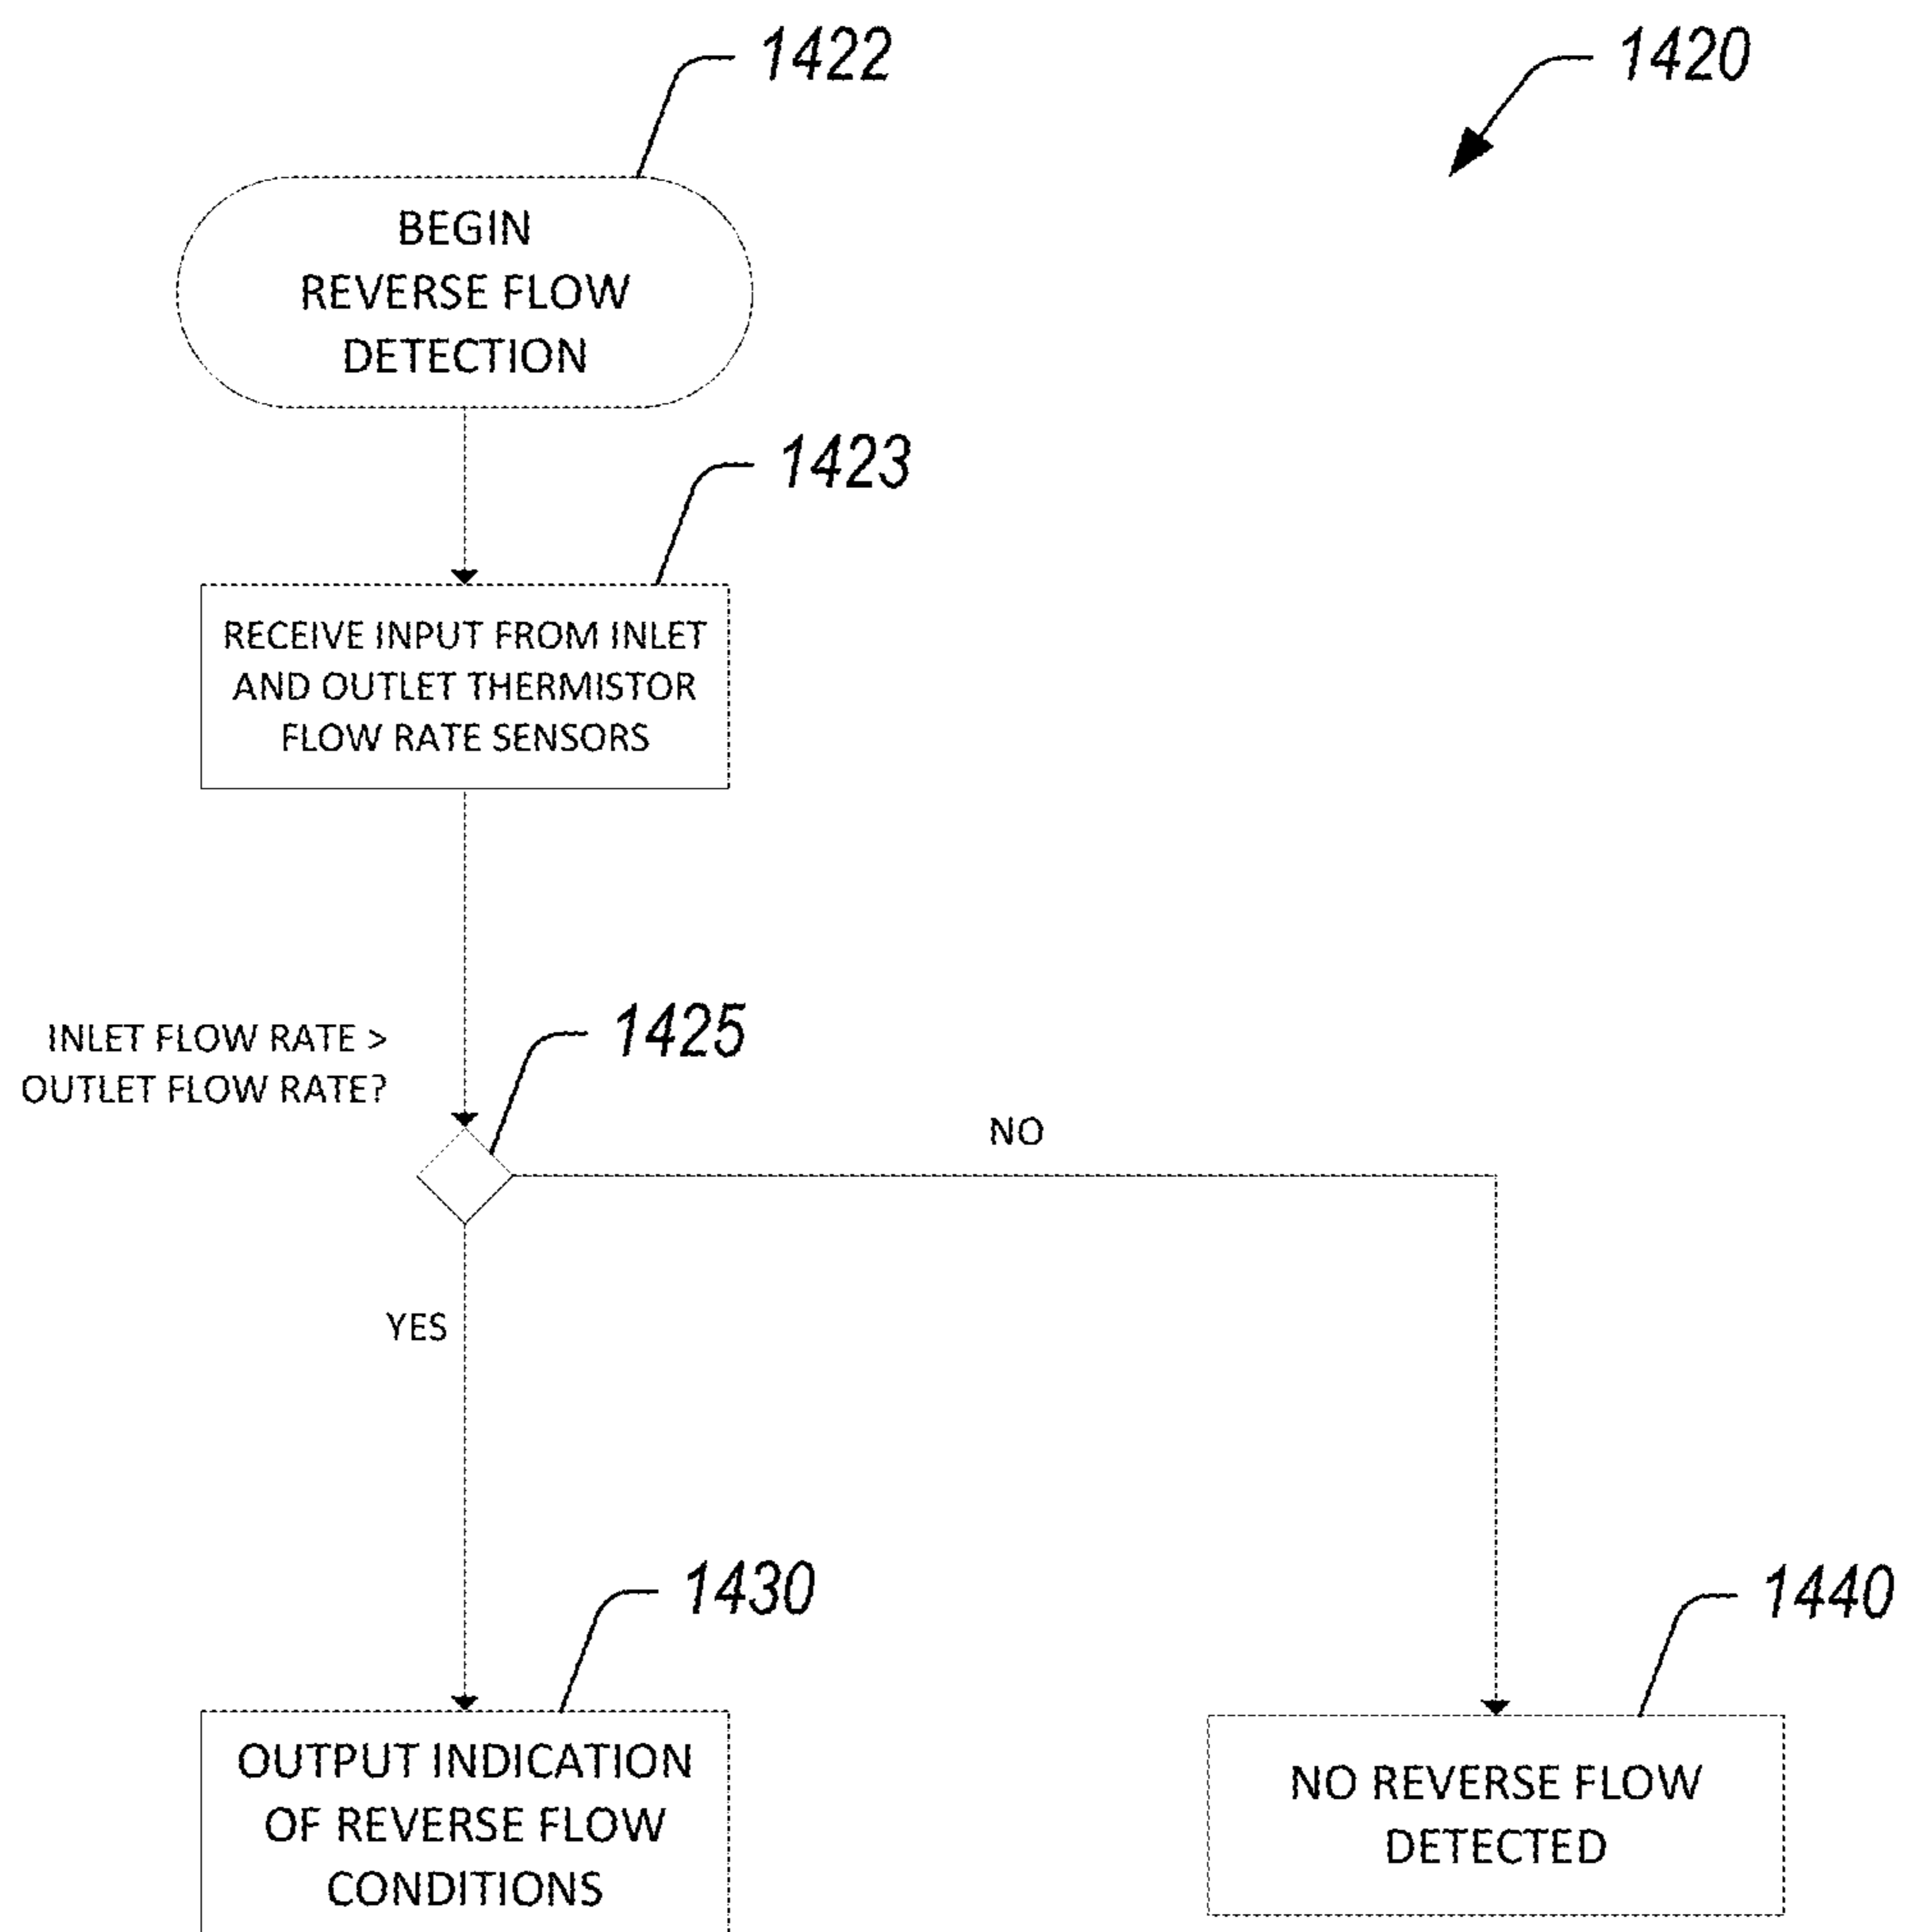 1422
1420
BEGIN
REVERSE FLOW
DETECTION
1423
RECEIVE INPUT FROM INLET
AND OUTLET THERMISTOR
FLOW RATE SENSORS
INLET FLOW RATE >
OUTLET FLOW RATE?
1425
NO
YES
1430
1440
OUTPUT INDICATION
OF REVERSE FLOW
CONDITIONS
NO REVERSE FLOW
DETECTED